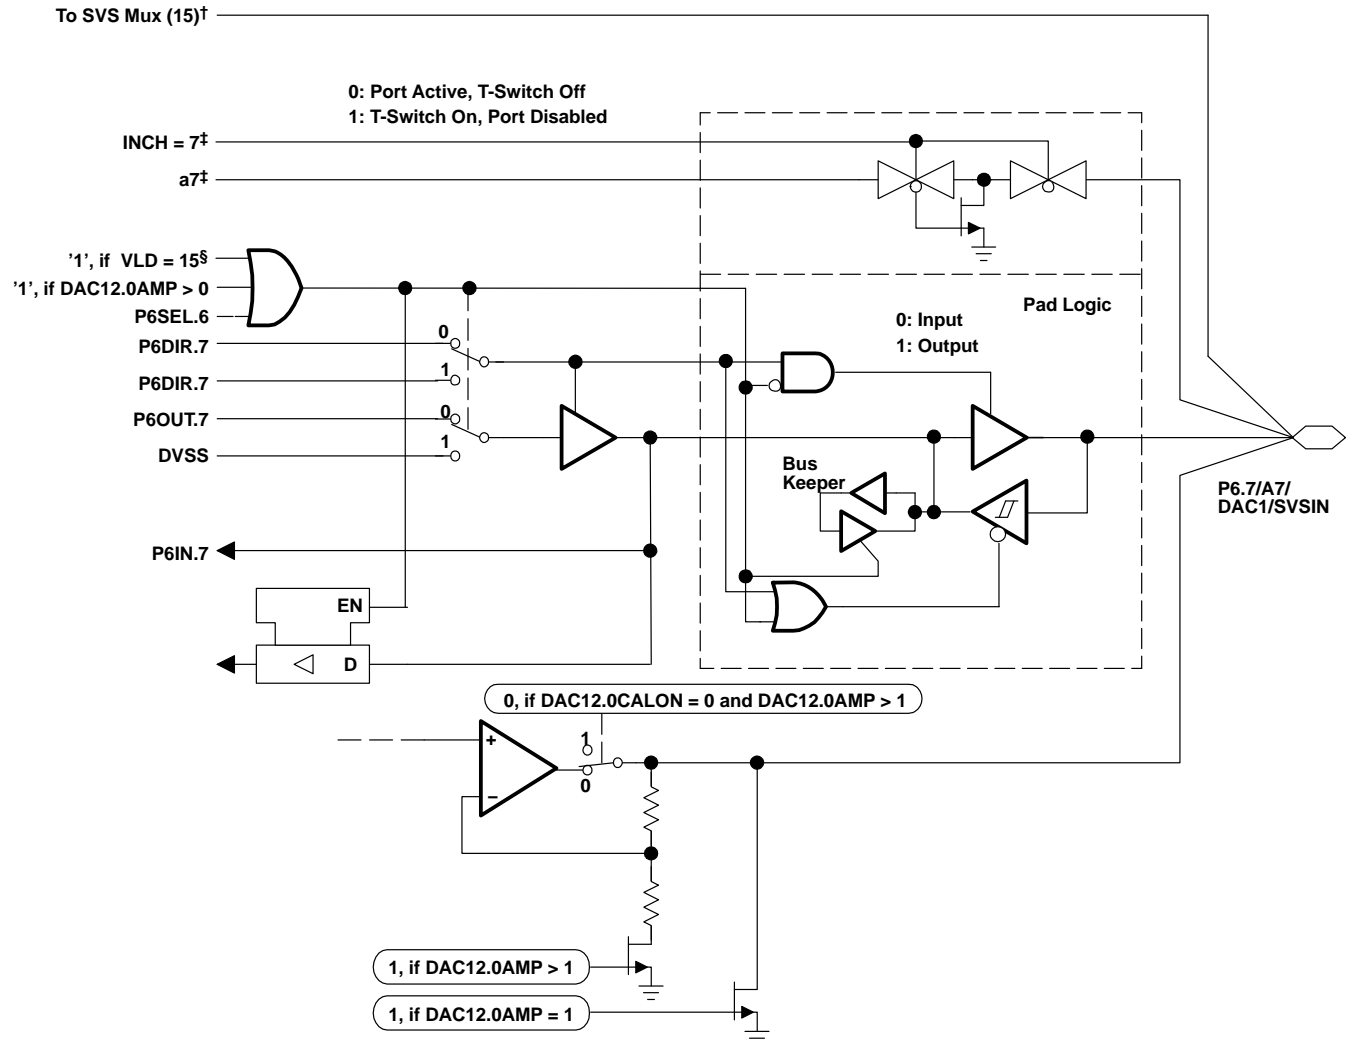 To SVS Mux (15)†
0: Port Active, T-Switch Off
1: T-Switch On, Port Disabled
INCH = 7‡
a7‡
’1’, if VLD = 15§
’1’, if DAC12.0AMP > 0
P6SEL.6
P6DIR.7
0
P6DIR.7
1
P6OUT.7
0
DVSS
1
Pad Logic
0: Input
1: Output
Bus
Keeper
P6.7/A7/
DAC1/SVSIN
P6IN.7
EN
D
0, if DAC12.0CALON = 0 and DAC12.0AMP > 1
+
−
1
0
1, if DAC12.0AMP > 1
1, if DAC12.0AMP = 1